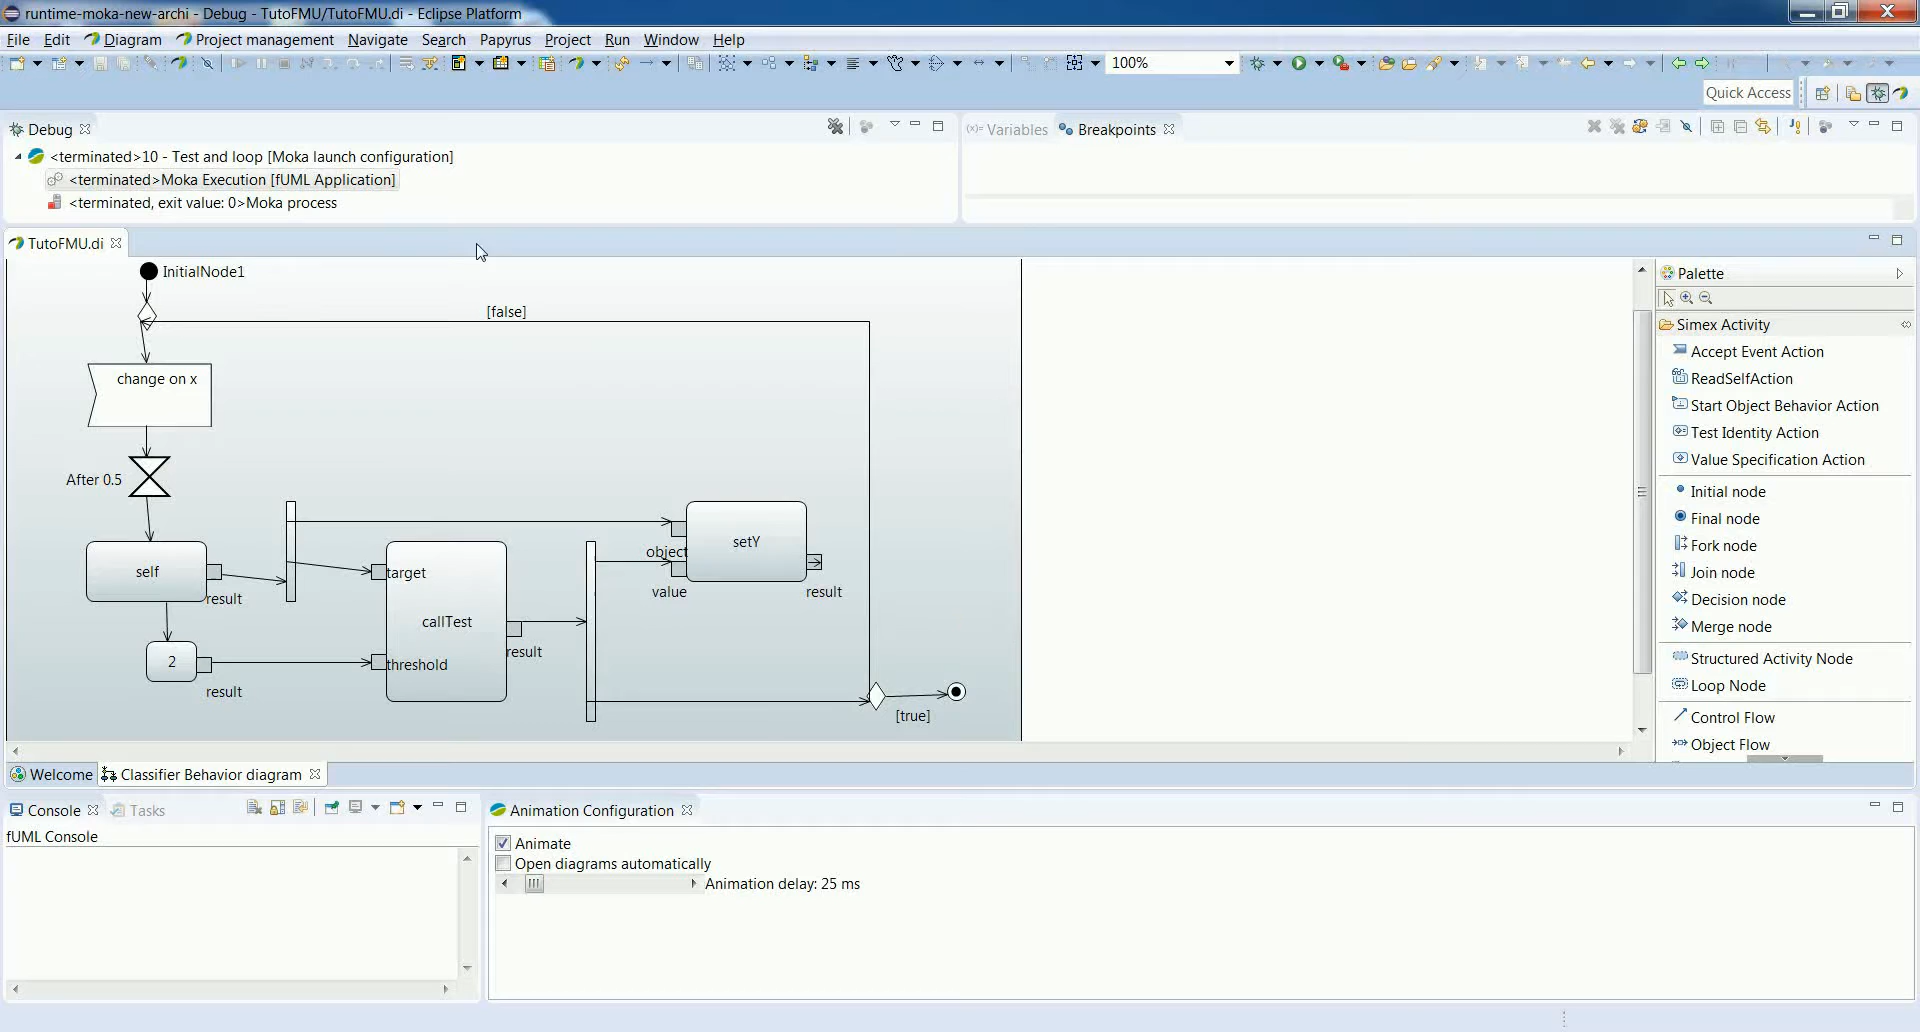 runtime-moka-new-archi - Debug - TutoFMU/TutoFMU.di - Eclipse Platform
File Edit Diagram Project management Navigate Search Papyrus Project Run Window Help
100%
Quick Access
Debug
<terminated>10 - Test and loop [Moka launch configuration]
<terminated>Moka Execution [fUML Application]
<terminated, exit value: 0>Moka process
(x)= Variables
Breakpoints
TutoFMU.di
InitialNode1
[false]
change on x
After 0.5
self
result
2
result
target
callTest
threshold
result
object
value
setY
result
[true]
Palette
Simex Activity
Accept Event Action
ReadSelfAction
Start Object Behavior Action
Test Identity Action
Value Specification Action
Initial node
Final node
Fork node
Join node
Decision node
Merge node
Structured Activity Node
Loop Node
Control Flow
Object Flow
Welcome
Classifier Behavior diagram
Console
Tasks
fUML Console
Animation Configuration
Animate
Open diagrams automatically
Animation delay: 25 ms